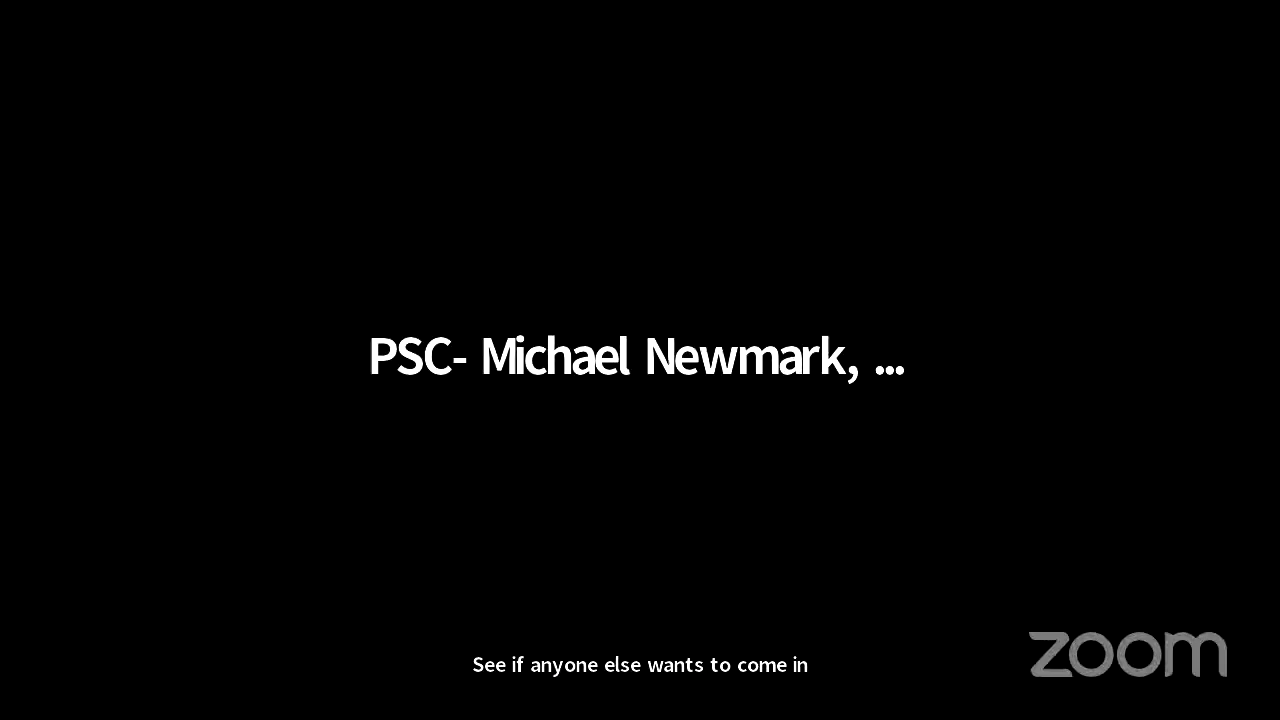 PSC- Michael Newmark, ...
See if anyone else wants to come in
zoom